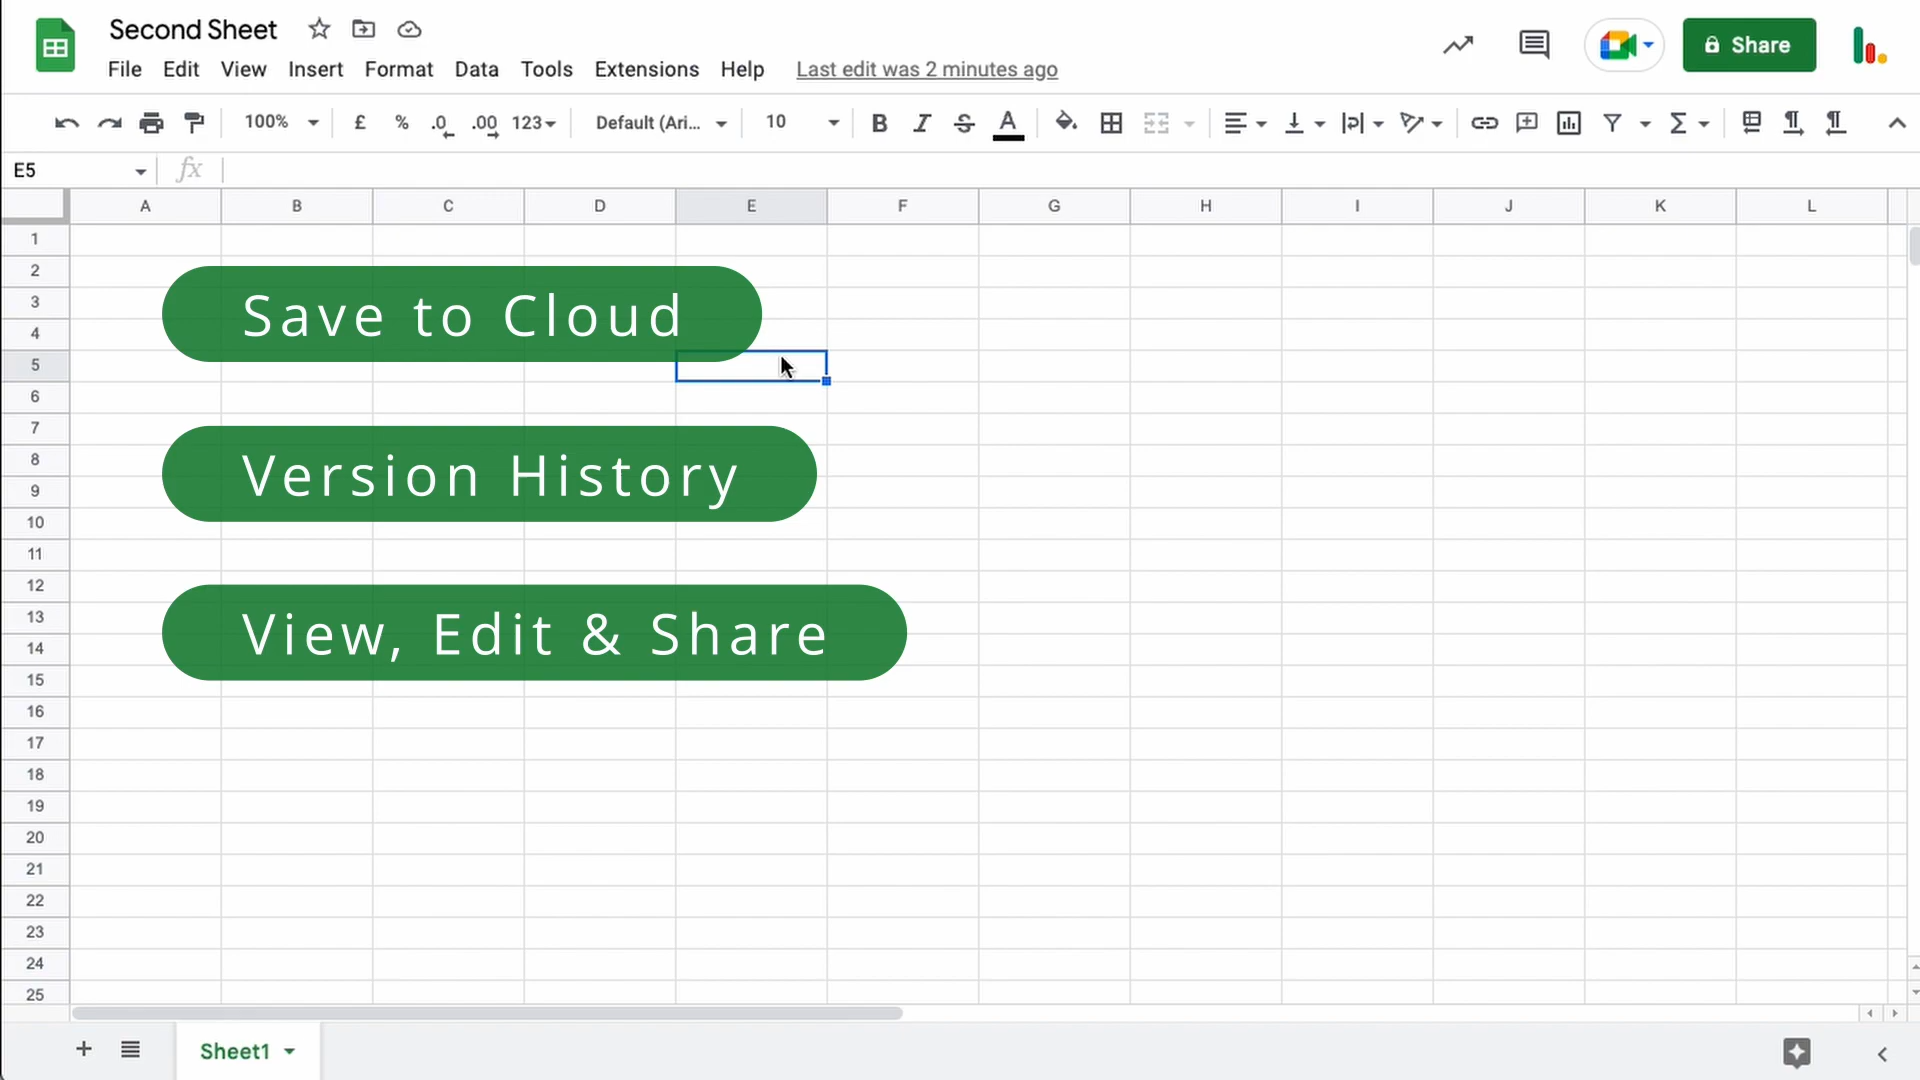 Second Sheet
File Edit View Insert Format Data Tools Extensions Help Last edit was 2 minutes ago
Share
100% £ % .0 .00 123 Default (Ari... 10 B I S A
E5 fx
A B C D E F G H I J K L
1
2
3
4
5
6
7
8
9
10
11
12
13
14
15
16
17
18
19
20
21
22
23
24
25
Save to Cloud
Version History
View, Edit & Share
Sheet1